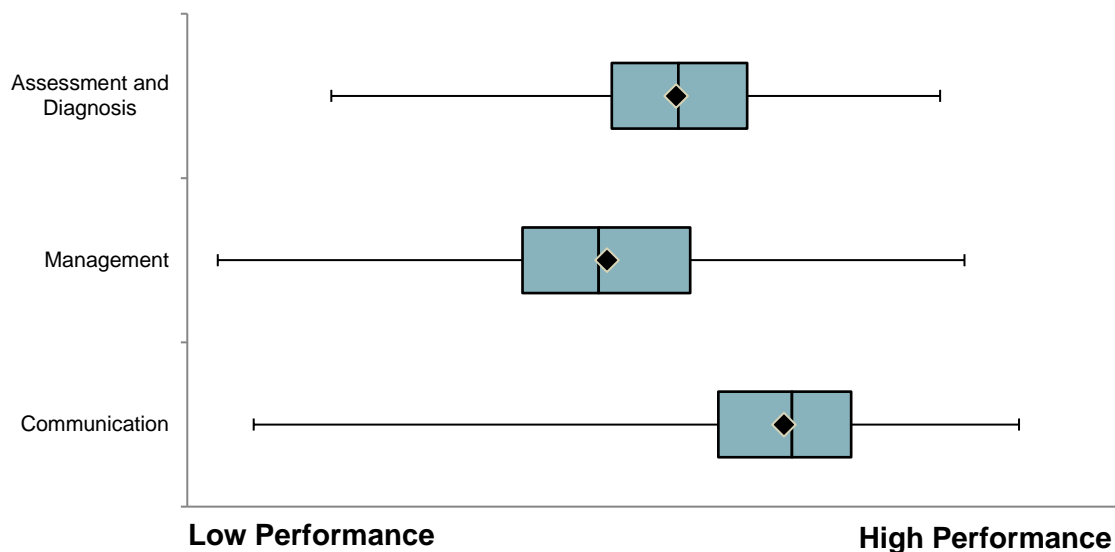 Assessment and
Diagnosis
Management
Communication
Low Performance
High Performance